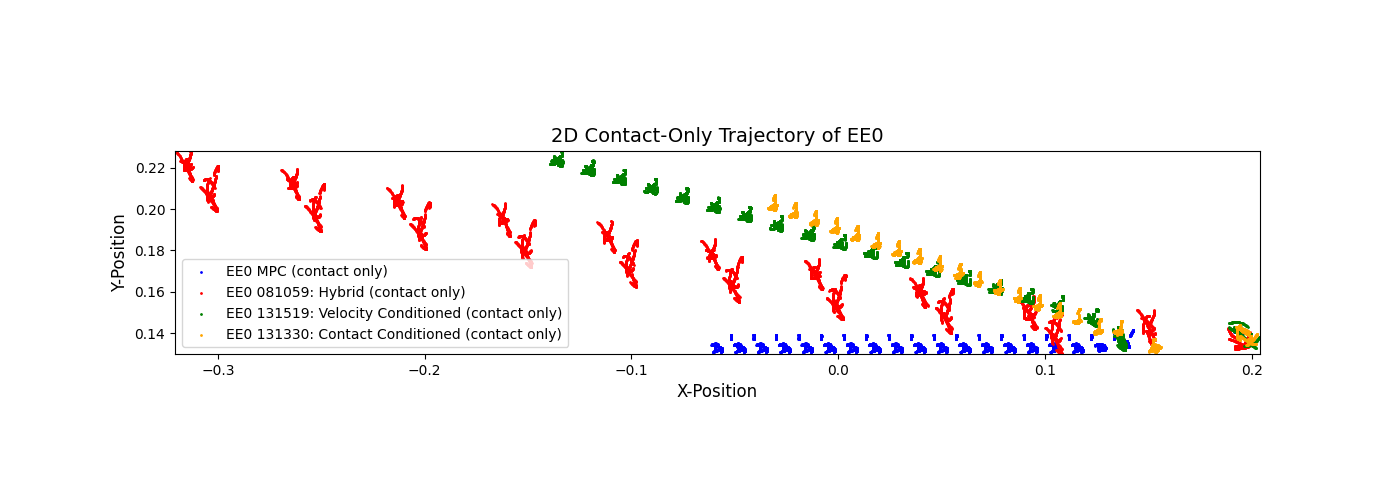 2D Contact-Only Trajectory of EE0
Y-Position
0.22
0.20
0.18
0.16
0.14
EE0 MPC (contact only)
EE0 081059: Hybrid (contact only)
EE0 131519: Velocity Conditioned (contact only)
EE0 131330: Contact Conditioned (contact only)
−0.3 −0.2 −0.1 0.0 0.1 0.2
X-Position